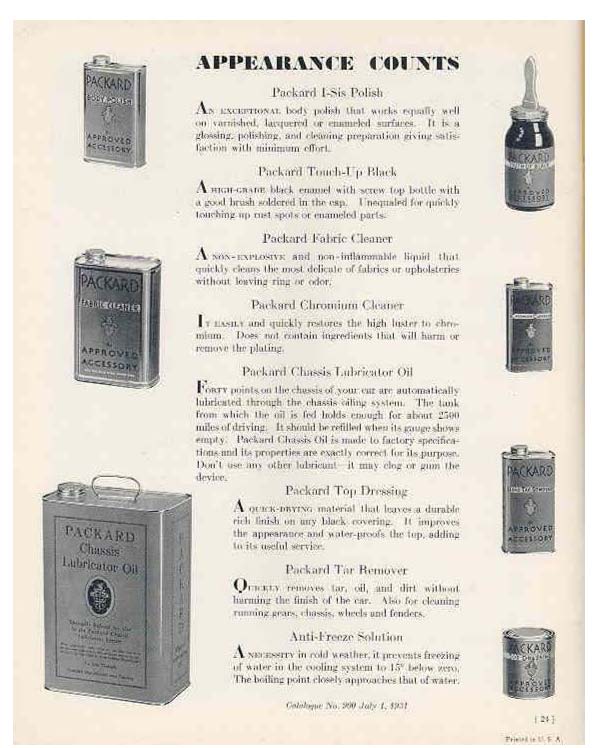 APPEARANCE COUNTS
Packard I-Sis Polish
AN EXCEPTIONAL body polish that works equally well
on varnished, lacquered or enameled surfaces. It is a
glossing, polishing, and cleaning preparation giving satis-
faction with minimum effort.
Packard Touch-Up Black
A HIGH-GRADE black enamel with screw top bottle with
a good brush soldered in the cap. Unequaled for quickly
touching up rust spots or enameled parts.
Packard Fabric Cleaner
A NON-EXPLOSIVE and non-inflammable liquid that
quickly cleans the most delicate of fabrics or upholsteries
without leaving ring or odor.
Packard Chromium Cleaner
IT EASILY and quickly restores the high luster to chro-
mium. Does not contain ingredients that will harm or
remove the plating.
Packard Chassis Lubricator Oil
FORTY points on the chassis of your car are automatically
lubricated through the chassis oiling system. The tank
from which the oil is fed holds enough for about 2500
miles of driving. It should be refilled when its gauge shows
empty. Packard Chassis Oil is made to factory specifica-
tions and its properties are exactly correct for its purpose.
Don't use any other lubricant—it may clog or gum the
device.
Packard Top Dressing
A QUICK-DRYING material that leaves a durable
rich finish on any black covering. It improves
the appearance and water-proofs the top, adding
to its useful service.
Packard Tar Remover
QUICKLY removes tar, oil, and dirt without
harming the finish of the car. Also for cleaning
running gears, chassis, wheels and fenders.
Anti-Freeze Solution
A NECESSITY in cold weather, it prevents freezing
of water in the cooling system to 15° below zero.
The boiling point closely approaches that of water.
Catalogue No. 900 July 1, 1931
[ 24 ]
Printed in U. S. A.
PACKARD
BODY POLISH
APPROVED
ACCESSORY
PACKARD
FABRIC CLEANER
By
APPROVED
ACCESSORY
PACKARD
Chassis
Lubricator Oil
PACKARD
APPROVED
ACCESSORY
PACKARD
APPROVED
ACCESSORY
PACKARD
APPROVED
ACCESSORY
PACKARD
TOP DRESSING
APPROVED
ACCESSORY